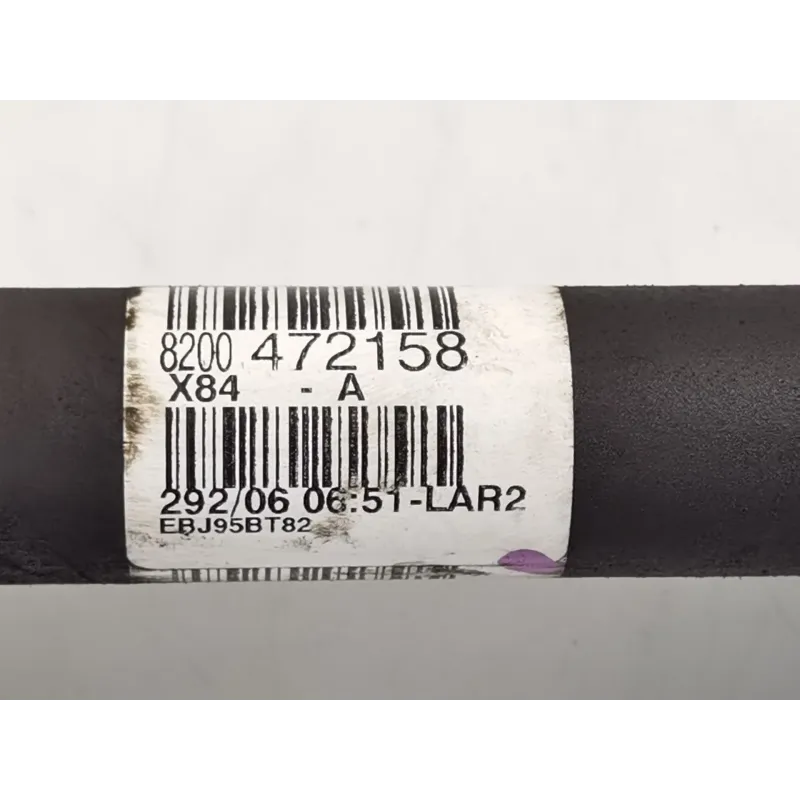 8200 472158
X84 - A
292/06 06:51-LAR2
EBJ95BT82